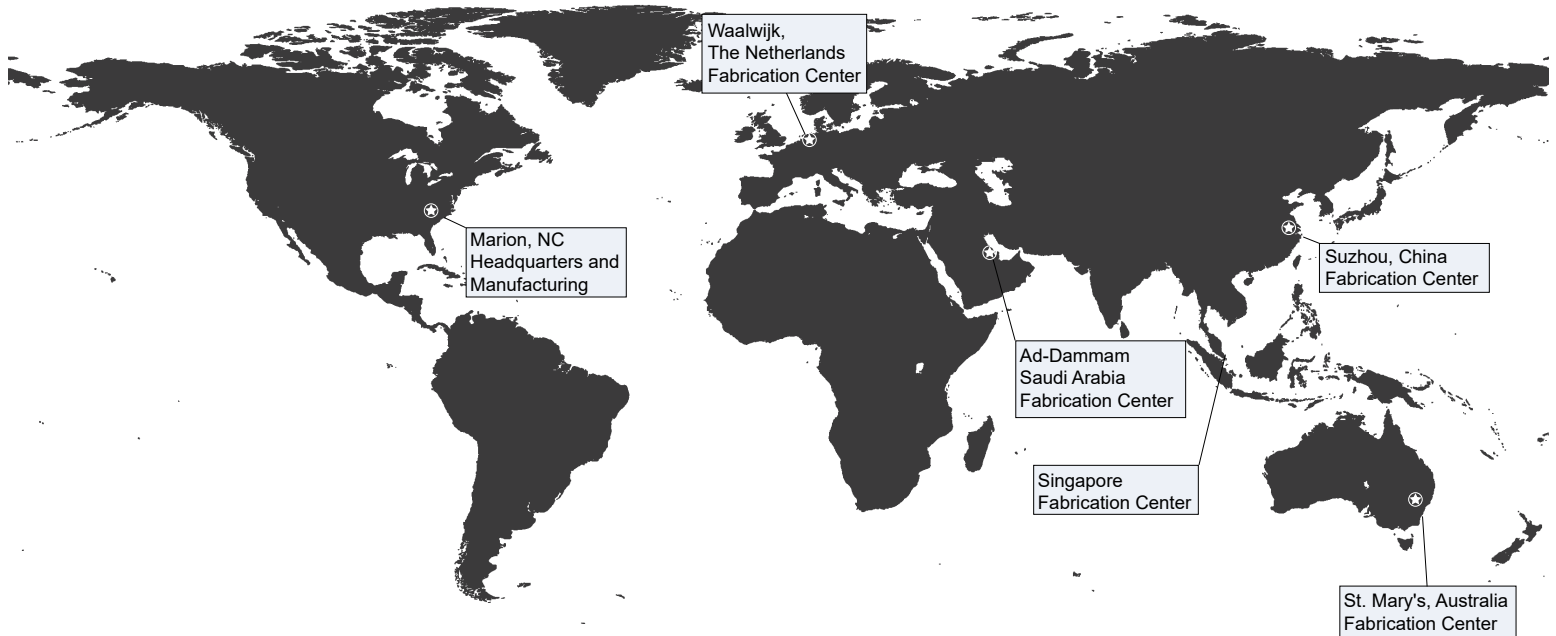 Waalwijk,
The Netherlands
Fabrication Center
Marion, NC
Headquarters and
Manufacturing
Suzhou, China
Fabrication Center
Ad-Dammam
Saudi Arabia
Fabrication Center
Singapore
Fabrication Center
St. Mary's, Australia
Fabrication Center